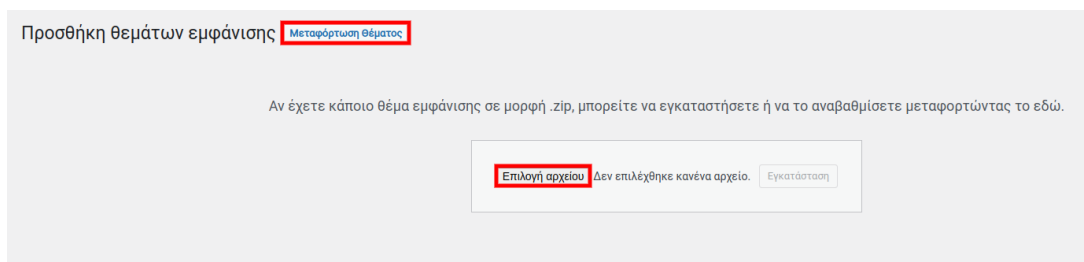 Προσθήκη θεμάτων εμφάνισης Μεταφόρτωση Θέματος
Αν έχετε κάποιο θέμα εμφάνισης σε μορφή .zip, μπορείτε να εγκαταστήσετε ή να το αναβαθμίσετε μεταφορτώντας το εδώ.
Επιλογή αρχείου Δεν επιλέχθηκε κανένα αρχείο. Εγκατάσταση